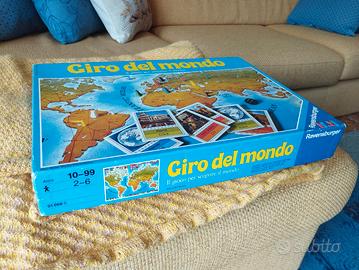 Giro del mondo
Ravensburger
Giro del mondo
Il gioco per scoprire il mondo
10-99
2-6
Ravensburger
subito